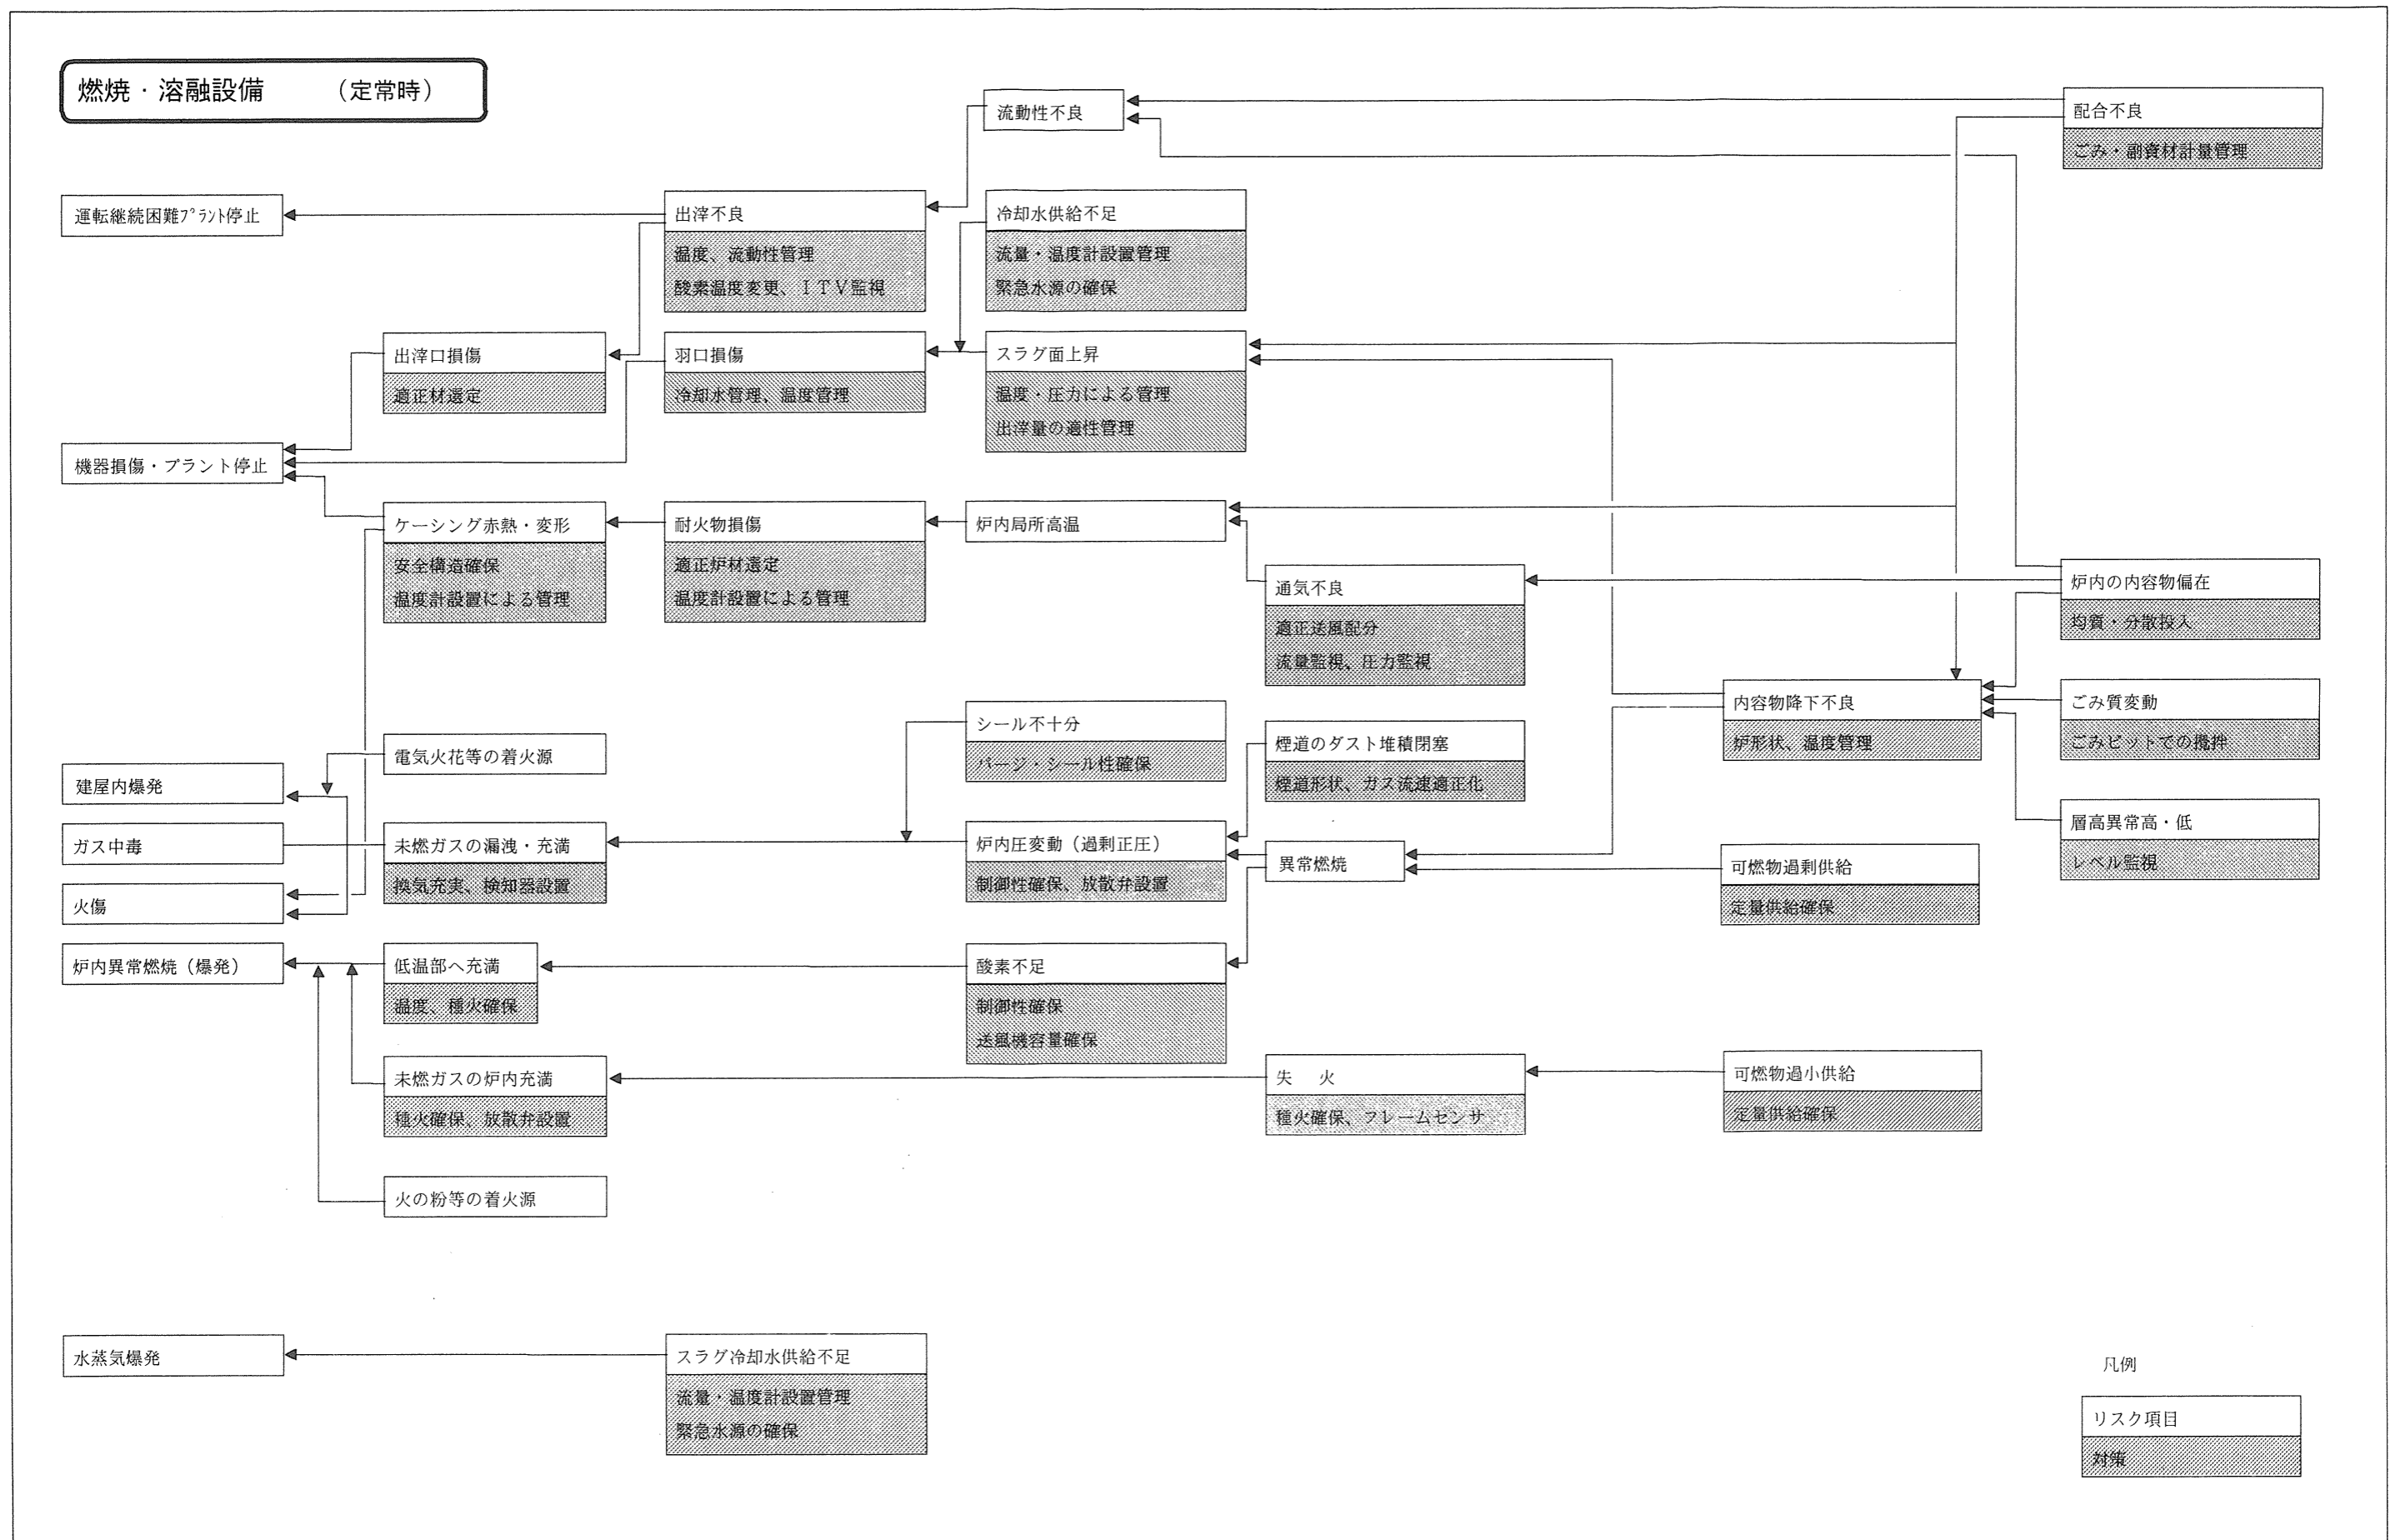 燃焼・溶融設備　　（定常時）
流動性不良
配合不良
ごみ・副資材計量管理
運転継続困難ﾌﾟﾗﾝﾄ停止
出滓不良
温度、流動性管理
酸素温度変更、ＩＴＶ監視
冷却水供給不足
流量・温度計設置管理
緊急水源の確保
出滓口損傷
適正材選定
羽口損傷
冷却水管理、温度管理
スラグ面上昇
温度・圧力による管理
出滓量の適性管理
機器損傷・プラント停止
ケーシング赤熱・変形
安全構造確保
温度計設置による管理
耐火物損傷
適正炉材選定
温度計設置による管理
炉内局所高温
通気不良
適正送風配分
流量監視、圧力監視
炉内の内容物偏在
均質・分散投入
内容物降下不良
炉形状、温度管理
ごみ質変動
ごみピットでの攪拌
シール不十分
パージ・シール性確保
煙道のダスト堆積閉塞
煙道形状、ガス流速適正化
電気火花等の着火源
建屋内爆発
ガス中毒
未燃ガスの漏洩・充満
換気充実、検知器設置
炉内圧変動（過剰正圧）
制御性確保、放散弁設置
異常燃焼
可燃物過剰供給
定量供給確保
層高異常高・低
レベル監視
火傷
炉内異常燃焼（爆発）
低温部へ充満
温度、種火確保
酸素不足
制御性確保
送風機容量確保
未燃ガスの炉内充満
種火確保、放散弁設置
失　火
種火確保、フレームセンサ
可燃物過小供給
定量供給確保
火の粉等の着火源
水蒸気爆発
スラグ冷却水供給不足
流量・温度計設置管理
緊急水源の確保
凡例
リスク項目
対策